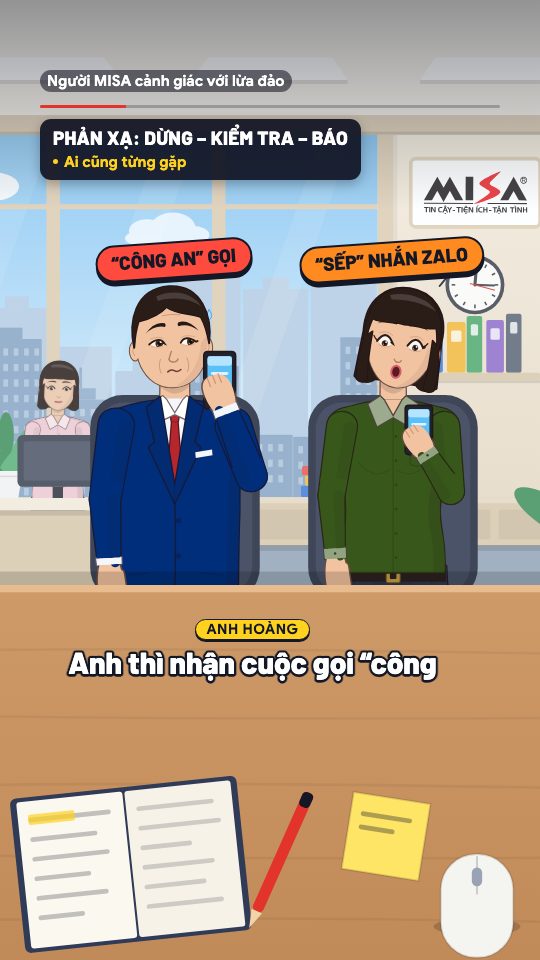 Người MISA cảnh giác với lừa đảo
PHẢN XẠ: DỪNG – KIỂM TRA – BÁO
• Ai cũng từng gặp
MISA®
TIN CẬY-TIỆN ÍCH-TẬN TÌNH
“CÔNG AN” GỌI
“SẾP” NHẮN ZALO
ANH HOÀNG
Anh thì nhận cuộc gọi “công